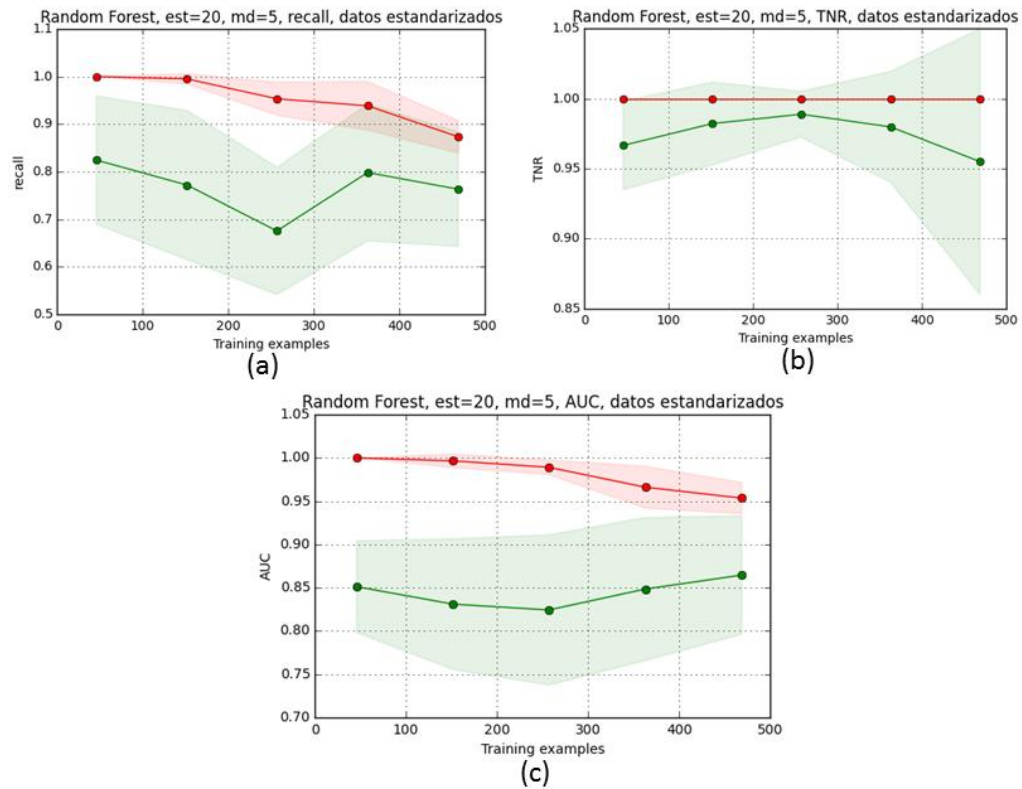 Random Forest, est=20, md=5, recall, datos estandarizados
1.1
1.0
0.9
0.8
0.7
0.6
0.5
recall
0 100 200 300 400 500
Training examples
(a)
Random Forest, est=20, md=5, TNR, datos estandarizados
1.05
1.00
0.95
0.90
0.85
TNR
0 100 200 300 400 500
Training examples
(b)
Random Forest, est=20, md=5, AUC, datos estandarizados
1.05
1.00
0.95
0.90
0.85
0.80
0.75
0.70
AUC
0 100 200 300 400 500
Training examples
(c)